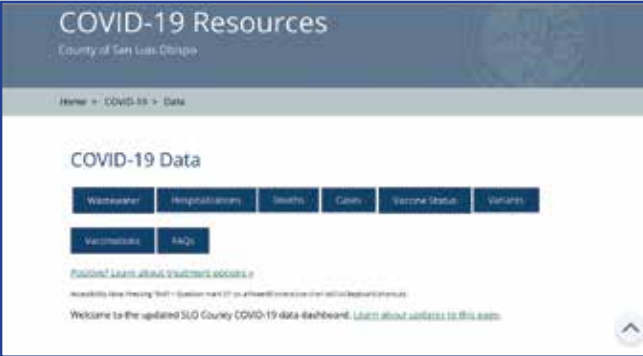 COVID-19 Resources
County of San Luis Obispo
Home > COVID-19 > Data
COVID-19 Data
Wastewater Hospitalizations Deaths Cases Vaccine Status Variants
Vaccinations FAQs
Positive? Learn about treatment options »
Welcome to the updated SLO County COVID-19 data dashboard. Learn about updates to this page.